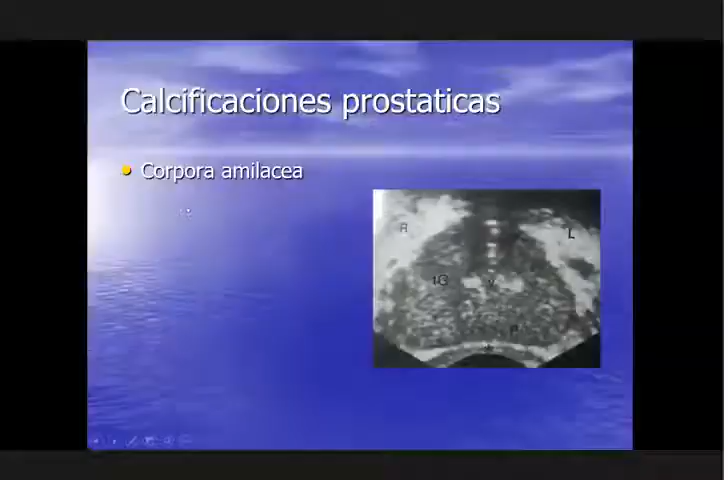 Calcificaciones prostaticas
Corpora amilacea
R
L
tG
v
P